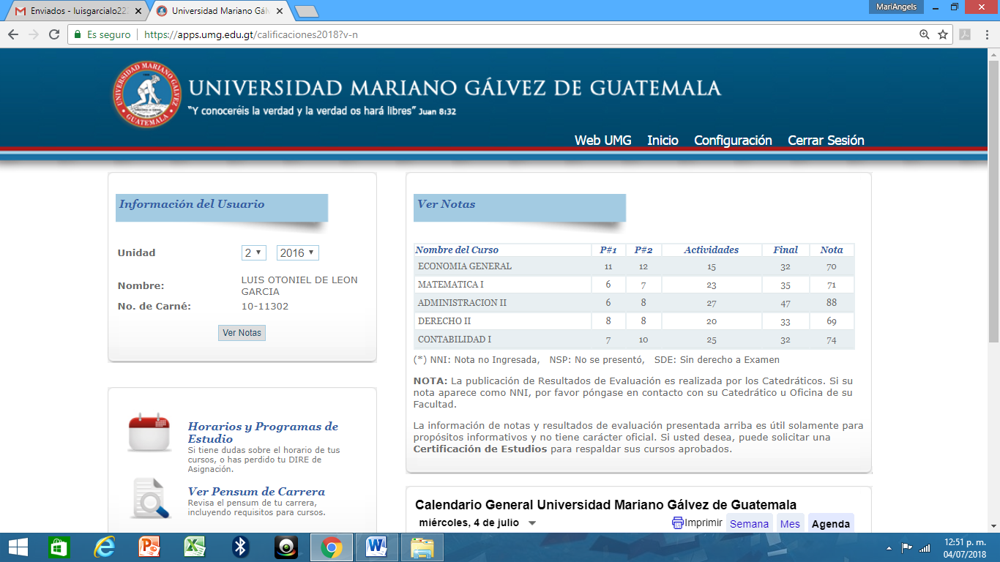 Enviados - luisgarcialo22
Universidad Mariano Gálv
MariAngels
Es seguro https://apps.umg.edu.gt/calificaciones2018?v-n
UNIVERSIDAD MARIANO GÁLVEZ
GUATEMALA
UNIVERSIDAD MARIANO GÁLVEZ DE GUATEMALA
"Y conoceréis la verdad y la verdad os hará libres" Juan 8:32
Web UMG Inicio Configuración Cerrar Sesión
Información del Usuario
Unidad 2 2016
Nombre: LUIS OTONIEL DE LEON
GARCIA
No. de Carné: 10-11302
Ver Notas
Horarios y Programas de
Estudio
Si tiene dudas sobre el horario de tus
cursos, o has perdido tu DIRE de
Asignación.
Ver Pensum de Carrera
Revisa el pensum de tu carrera,
incluyendo requisitos para cursos.
Ver Notas
Nombre del Curso P#1 P#2 Actividades Final Nota
ECONOMIA GENERAL 11 12 15 32 70
MATEMATICA I 6 7 23 35 71
ADMINISTRACION II 6 8 27 47 88
DERECHO II 8 8 20 33 69
CONTABILIDAD I 7 10 25 32 74
(*) NNI: Nota no Ingresada, NSP: No se presentó, SDE: Sin derecho a Examen
NOTA: La publicación de Resultados de Evaluación es realizada por los Catedráticos. Si su
nota aparece como NNI, por favor póngase en contacto con su Catedrático u Oficina de su
Facultad.
La información de notas y resultados de evaluación presentada arriba es útil solamente para
propósitos informativos y no tiene carácter oficial. Si usted desea, puede solicitar una
Certificación de Estudios para respaldar sus cursos aprobados.
Calendario General Universidad Mariano Gálvez de Guatemala
miércoles, 4 de julio Imprimir Semana Mes Agenda
12:51 p. m.
04/07/2018